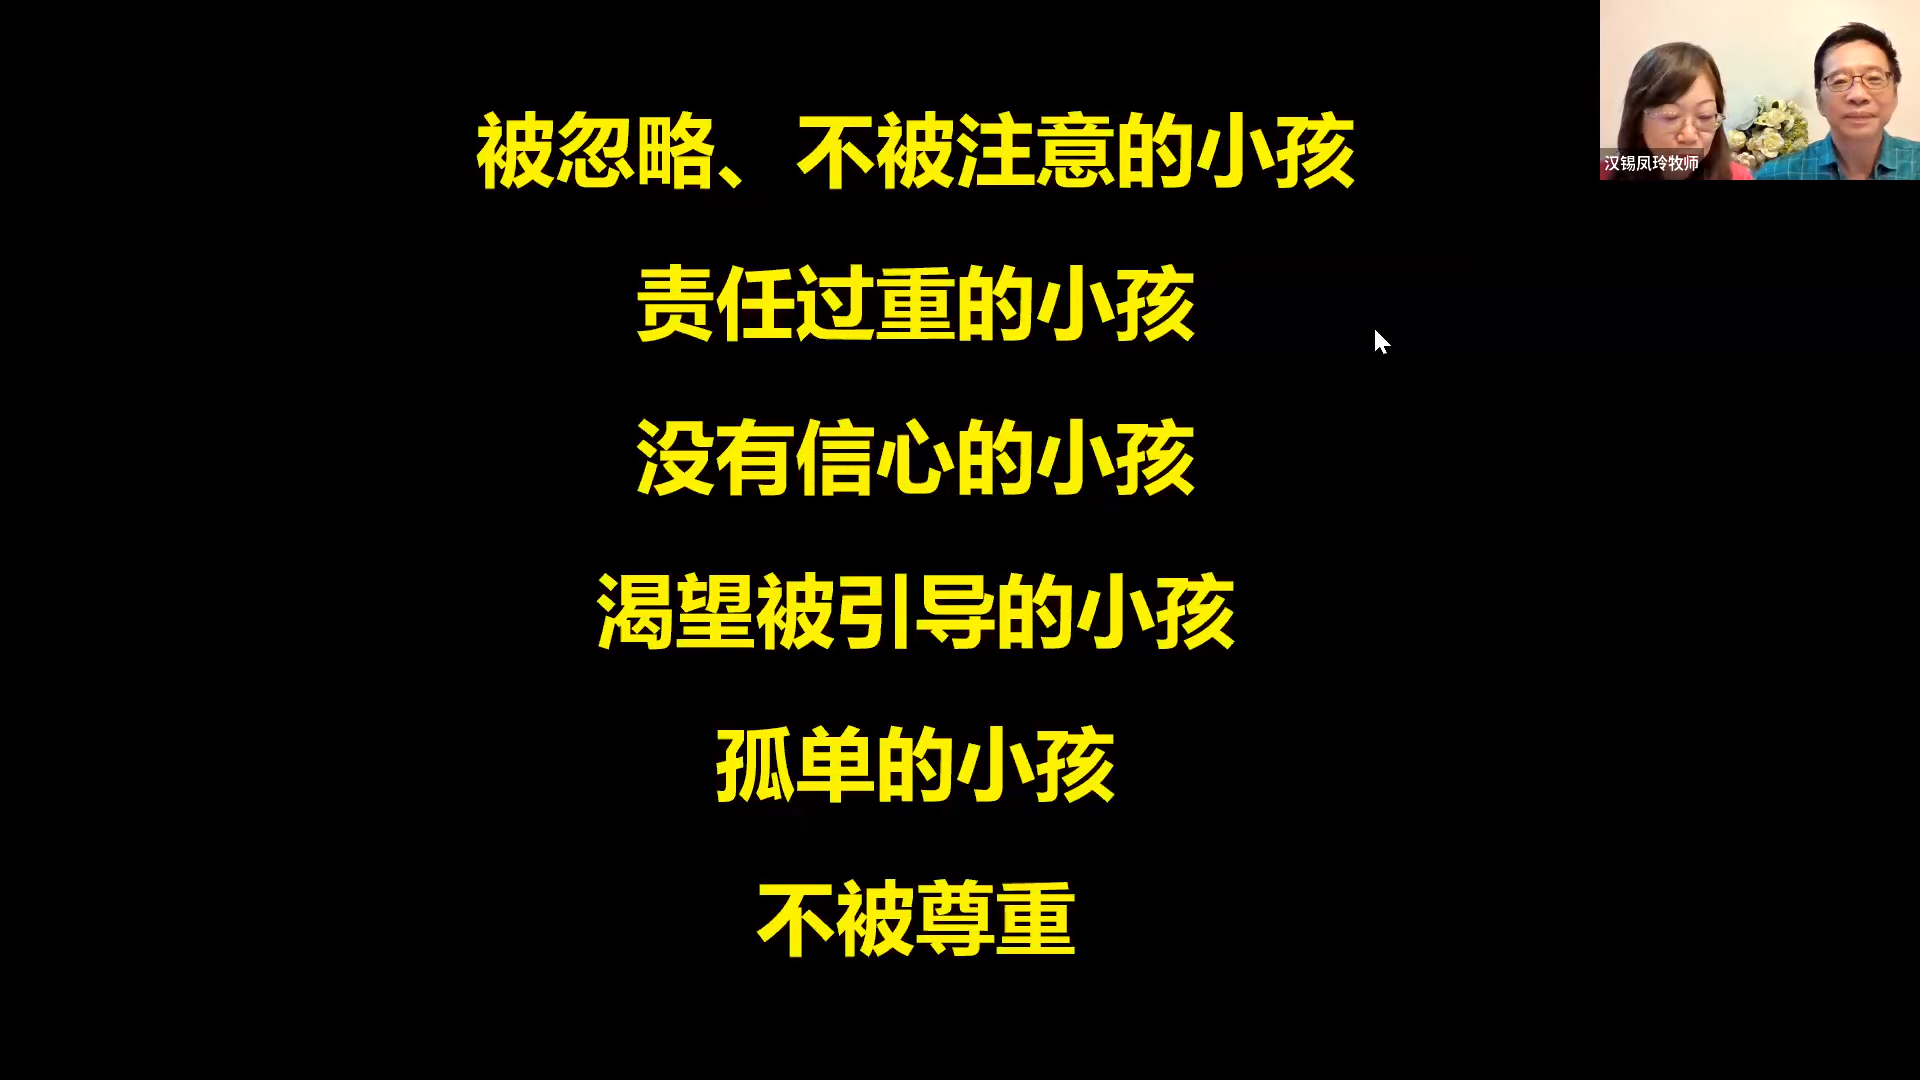 被忽略、不被注意的小孩
责任过重的小孩
没有信心的小孩
渴望被引导的小孩
孤单的小孩
不被尊重
汉锡凤玲牧师